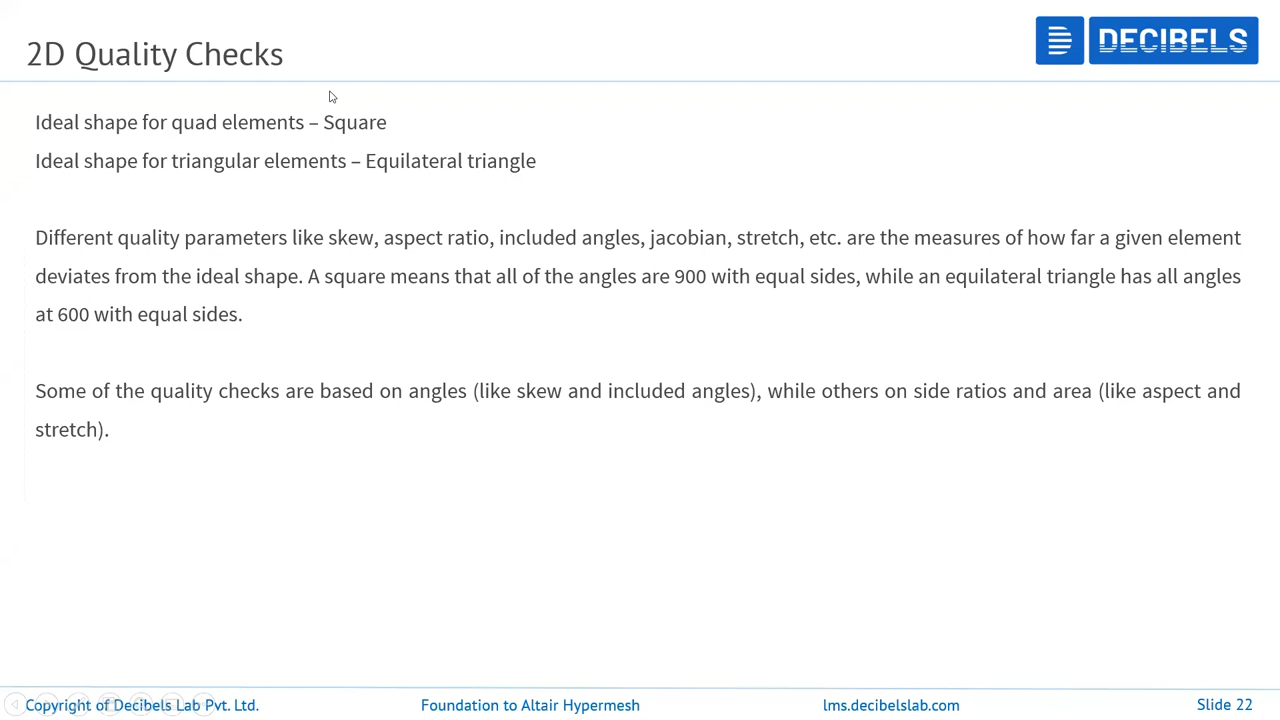 2D Quality Checks
DECIBELS
Ideal shape for quad elements – Square
Ideal shape for triangular elements – Equilateral triangle
Different quality parameters like skew, aspect ratio, included angles, jacobian, stretch, etc. are the measures of how far a given element
deviates from the ideal shape. A square means that all of the angles are 900 with equal sides, while an equilateral triangle has all angles
at 600 with equal sides.
Some of the quality checks are based on angles (like skew and included angles), while others on side ratios and area (like aspect and
stretch).
Copyright of Decibels Lab Pvt. Ltd.
Foundation to Altair Hypermesh
lms.decibelslab.com
Slide 22